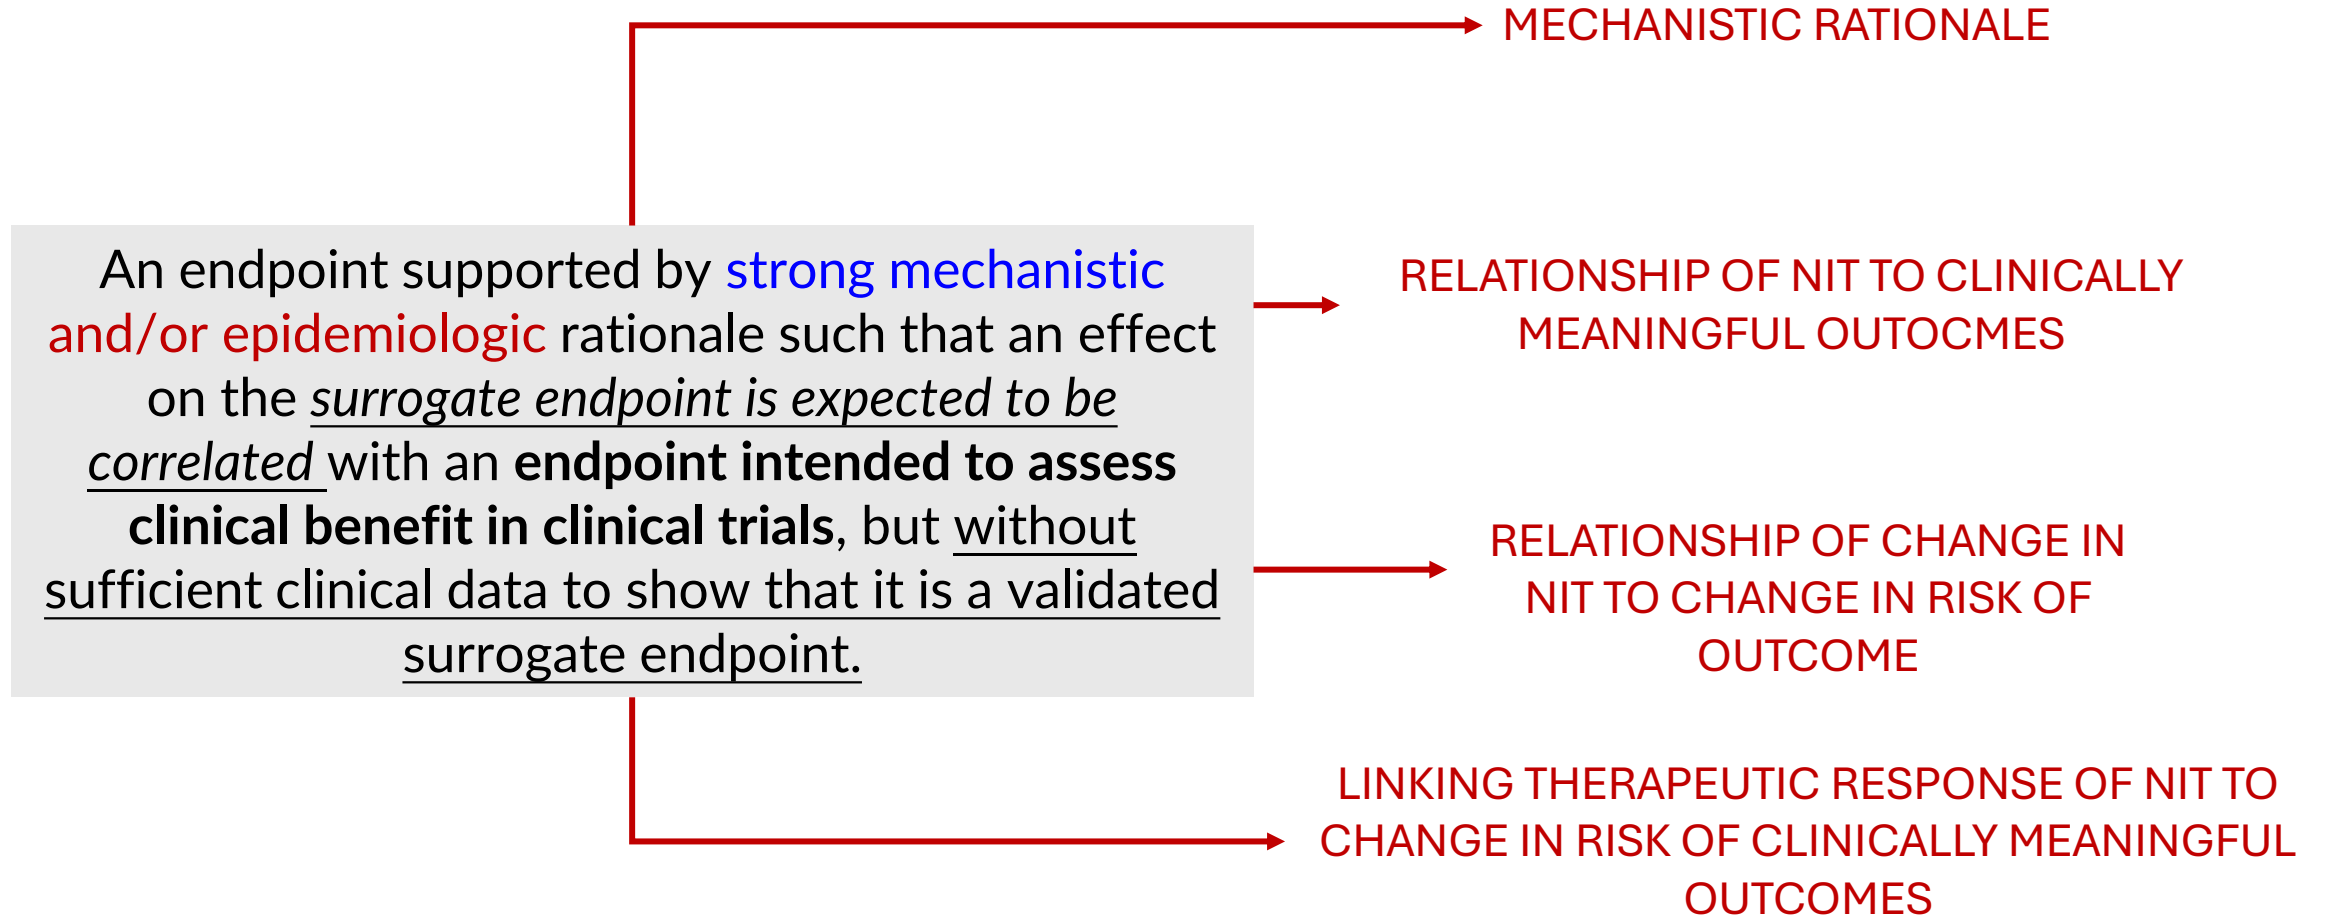 MECHANISTIC RATIONALE
An endpoint supported by strong mechanistic
and/or epidemiologic rationale such that an effect
on the surrogate endpoint is expected to be
correlated with an endpoint intended to assess
clinical benefit in clinical trials, but without
sufficient clinical data to show that it is a validated
surrogate endpoint.
RELATIONSHIP OF NIT TO CLINICALLY
MEANINGFUL OUTOCMES
RELATIONSHIP OF CHANGE IN
NIT TO CHANGE IN RISK OF
OUTCOME
LINKING THERAPEUTIC RESPONSE OF NIT TO
CHANGE IN RISK OF CLINICALLY MEANINGFUL
OUTCOMES